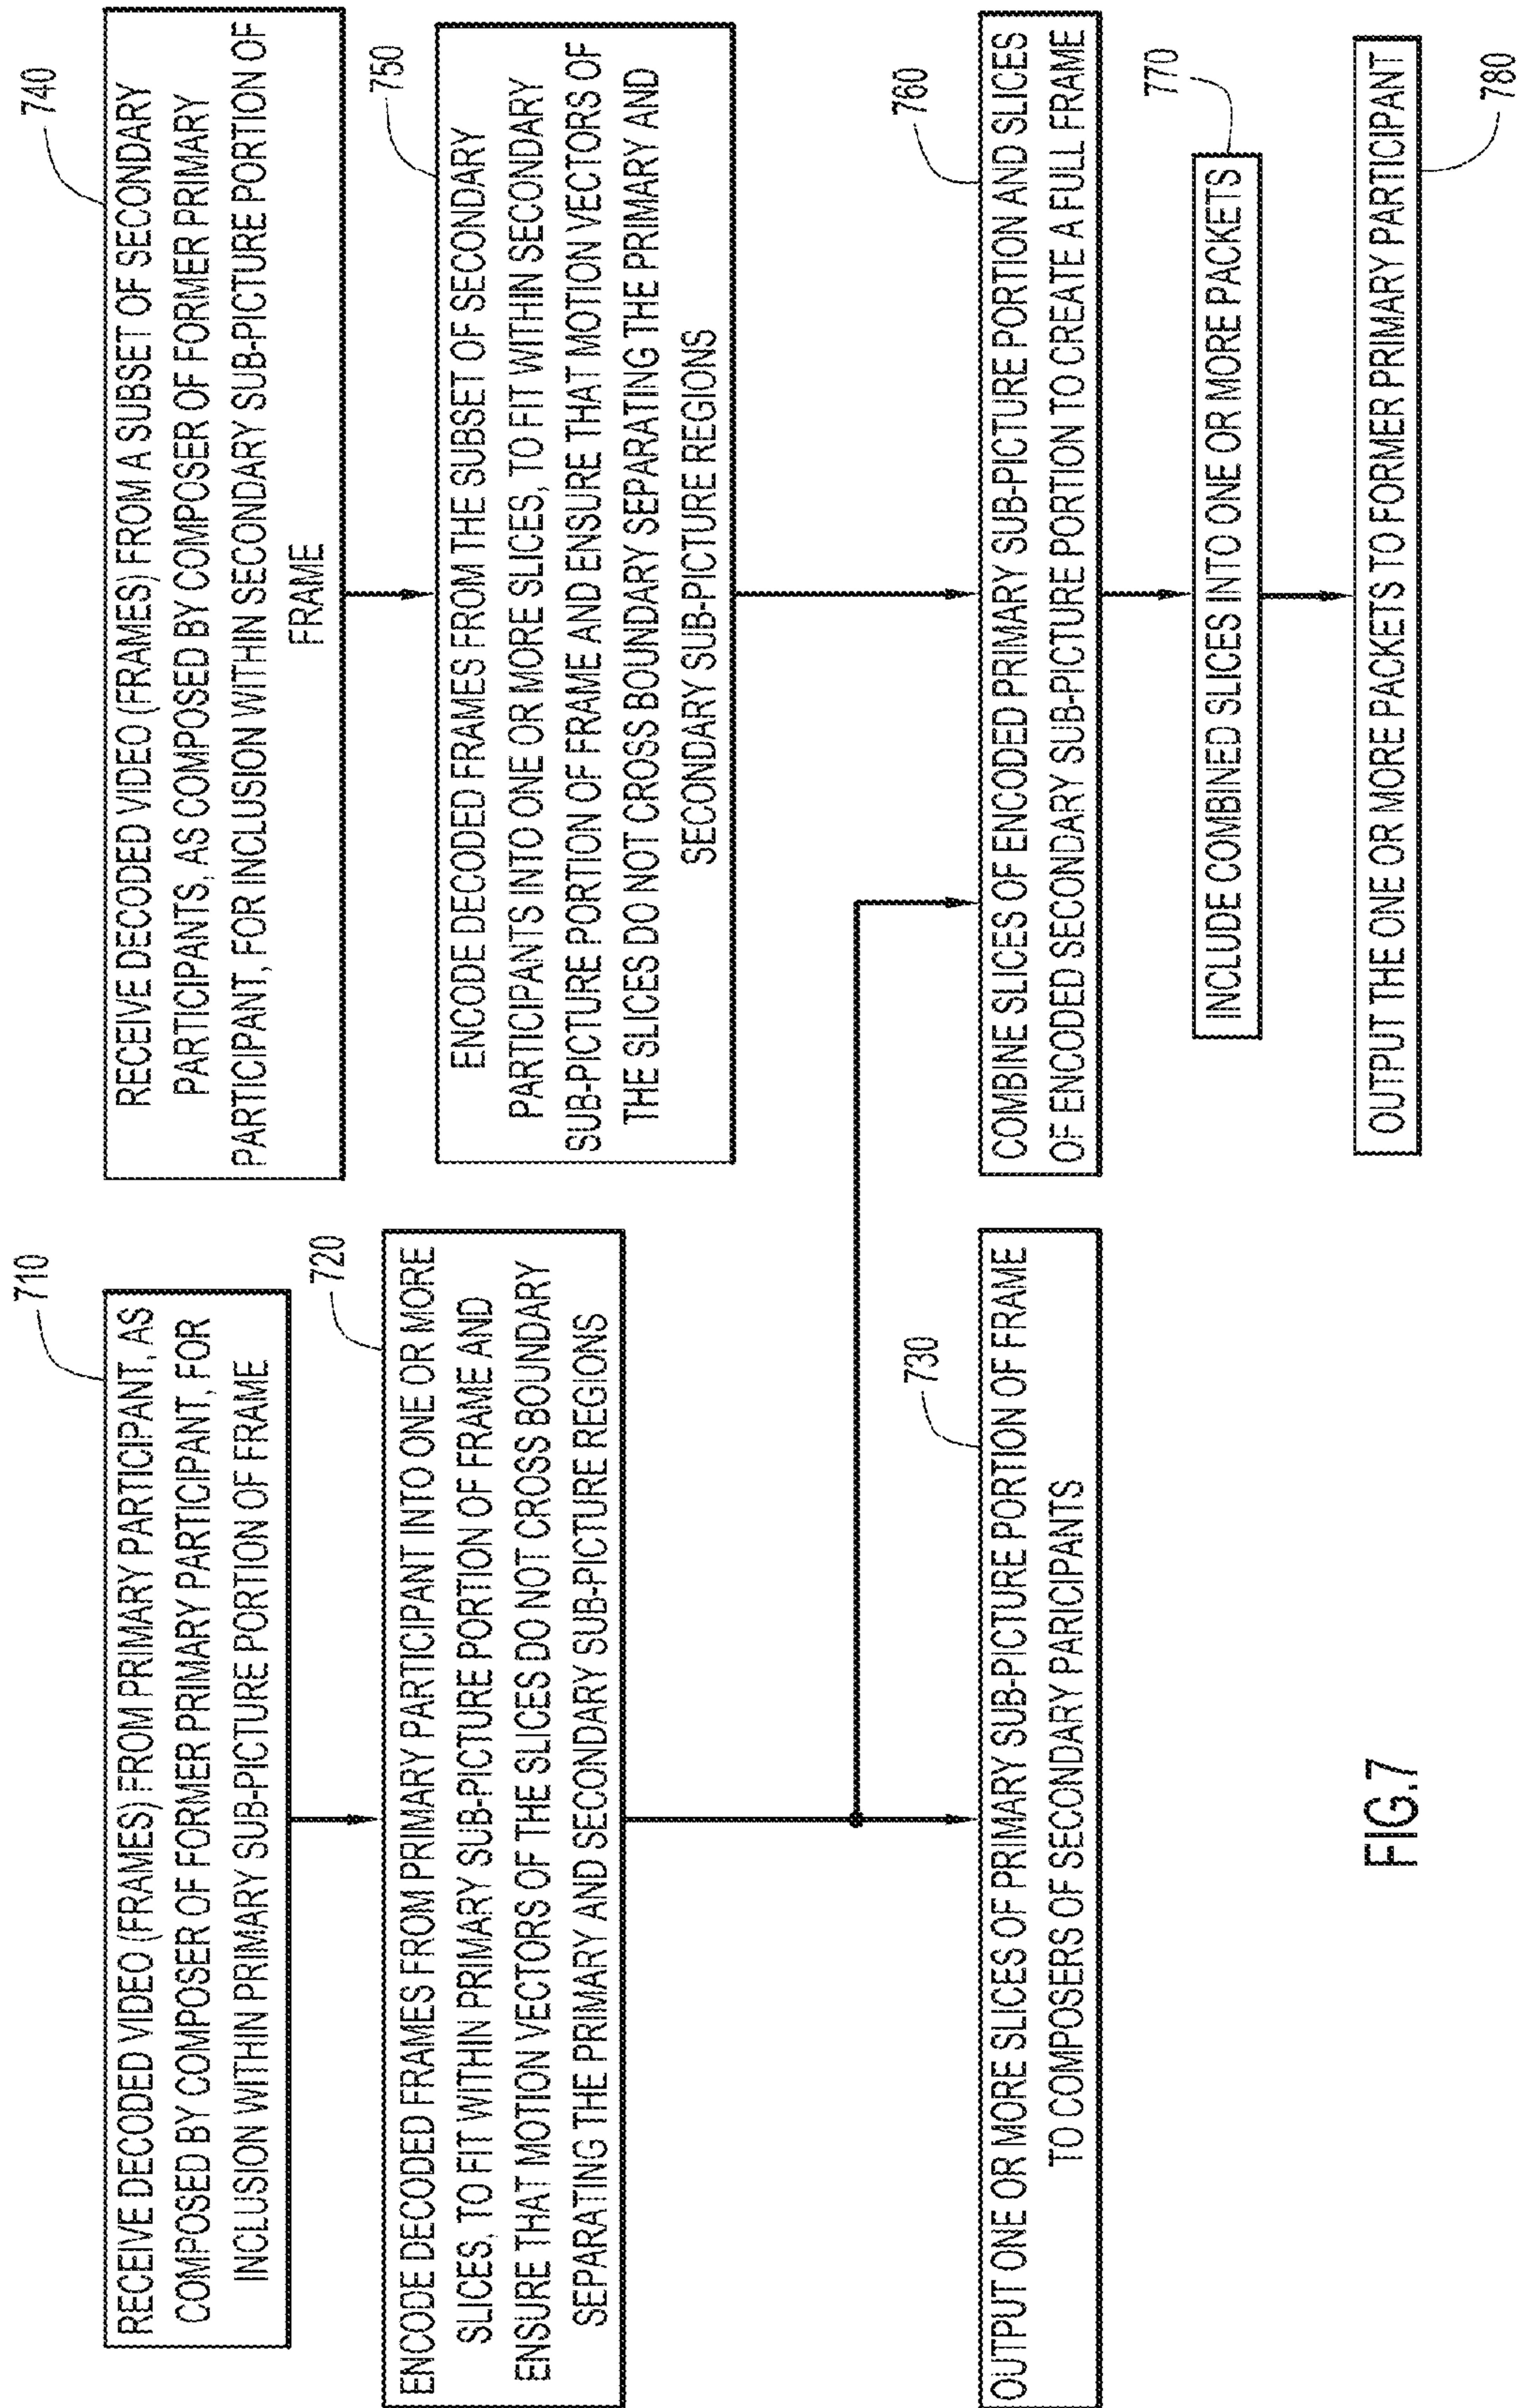 710
RECEIVE DECODED VIDEO (FRAMES) FROM PRIMARY PARTICIPANT, AS
COMPOSED BY COMPOSER OF FORMER PRIMARY PARTICIPANT, FOR
INCLUSION WITHIN PRIMARY SUB-PICTURE PORTION OF FRAME
720
ENCODE DECODED FRAMES FROM PRIMARY PARTICIPANT INTO ONE OR MORE
SLICES, TO FIT WITHIN PRIMARY SUB-PICTURE PORTION OF FRAME AND
ENSURE THAT MOTION VECTORS OF THE SLICES DO NOT CROSS BOUNDARY
SEPARATING THE PRIMARY AND SECONDARY SUB-PICTURE REGIONS
730
OUTPUT ONE OR MORE SLICES OF PRIMARY SUB-PICTURE PORTION OF FRAME
TO COMPOSERS OF SECONDARY PARICIPANTS
740
RECEIVE DECODED VIDEO (FRAMES) FROM A SUBSET OF SECONDARY
PARTICIPANTS, AS COMPOSED BY COMPOSER OF FORMER PRIMARY
PARTICIPANT, FOR INCLUSION WITHIN SECONDARY SUB-PICTURE PORTION OF
FRAME
750
ENCODE DECODED FRAMES FROM THE SUBSET OF SECONDARY
PARTICIPANTS INTO ONE OR MORE SLICES, TO FIT WITHIN SECONDARY
SUB-PICTURE PORTION OF FRAME AND ENSURE THAT MOTION VECTORS OF
THE SLICES DO NOT CROSS BOUNDARY SEPARATING THE PRIMARY AND
SECONDARY SUB-PICTURE REGIONS
760
COMBINE SLICES OF ENCODED PRIMARY SUB-PICTURE PORTION AND SLICES
OF ENCODED SECONDARY SUB-PICTURE PORTION TO CREATE A FULL FRAME
770
INCLUDE COMBINED SLICES INTO ONE OR MORE PACKETS
OUTPUT THE ONE OR MORE PACKETS TO FORMER PRIMARY PARTICIPANT
780
FIG.7